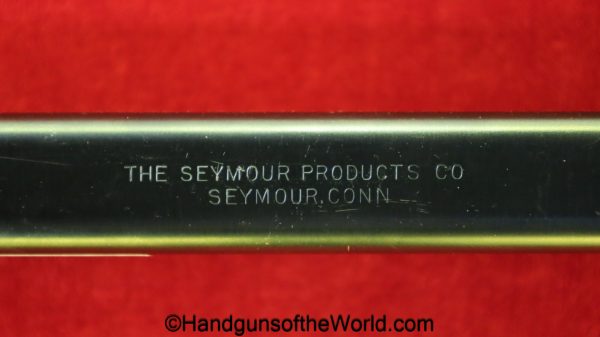 THE SEYMOUR PRODUCTS CO
SEYMOUR, CONN
©HandgunsoftheWorld.com